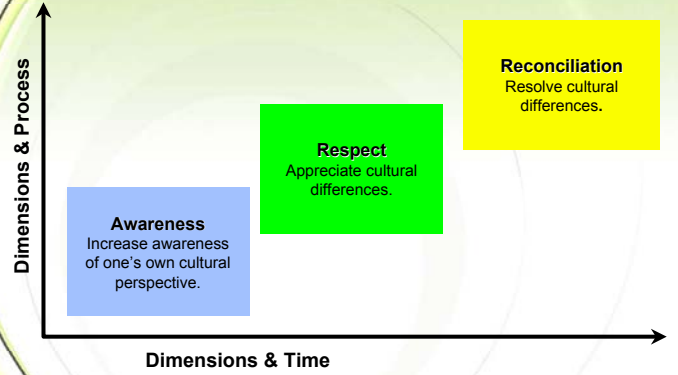 Reconciliation
Resolve cultural
differences.
Respect
Appreciate cultural
differences.
Awareness
Increase awareness
of one's own cultural
perspective.
Dimensions & Process
Dimensions & Time